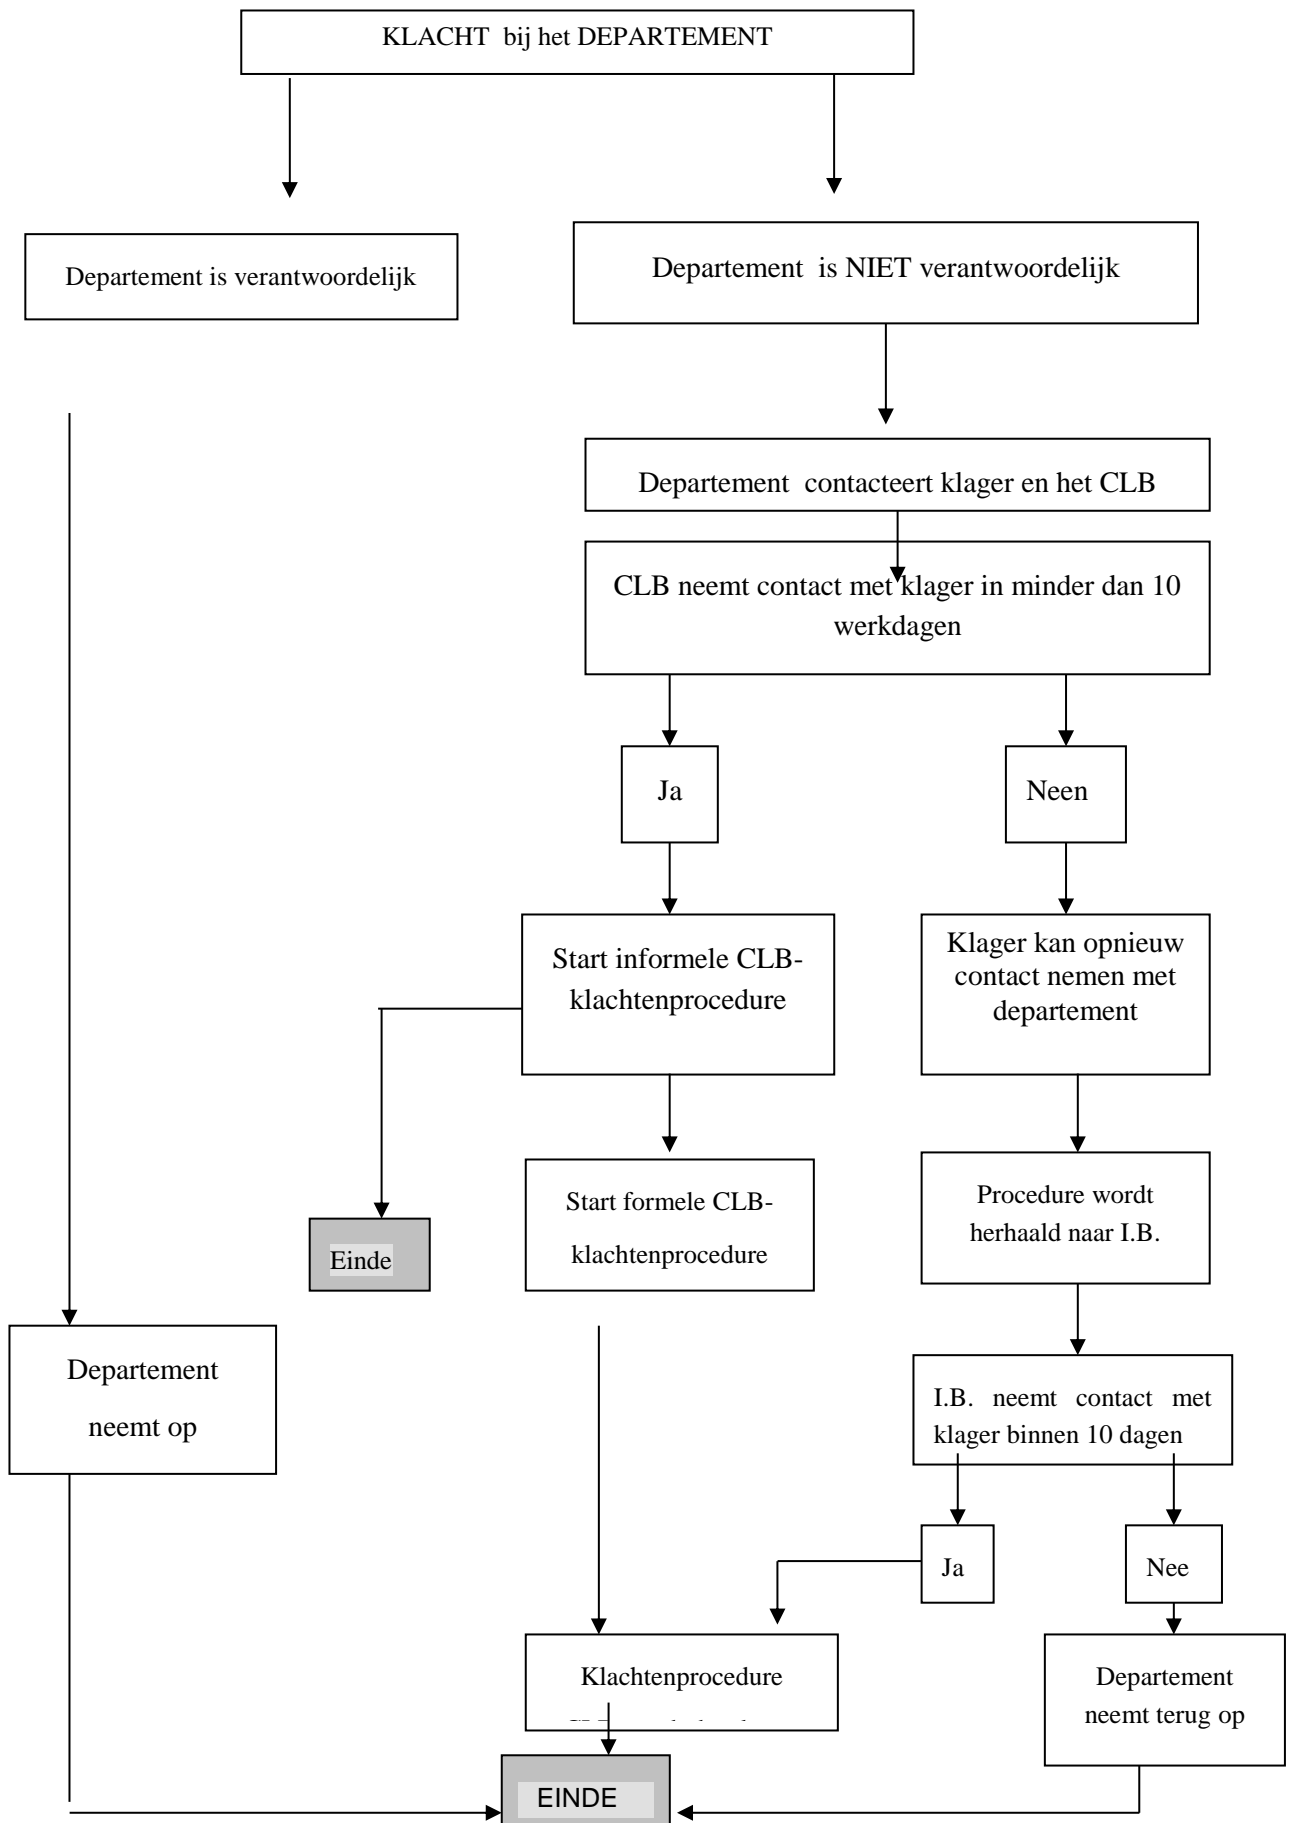 KLACHT bij het DEPARTEMENT
Departement is verantwoordelijk
Departement is NIET verantwoordelijk
Departement contacteert klager en het CLB
CLB neemt contact met klager in minder dan 10
werkdagen
Ja
Neen
Start informele CLB-
klachtenprocedure
Klager kan opnieuw
contact nemen met
departement
Start formele CLB-
klachtenprocedure
Procedure wordt
herhaald naar I.B.
Einde
Departement
neemt op
I.B. neemt contact met
klager binnen 10 dagen
Ja
Nee
Klachtenprocedure
Departement
neemt terug op
EINDE